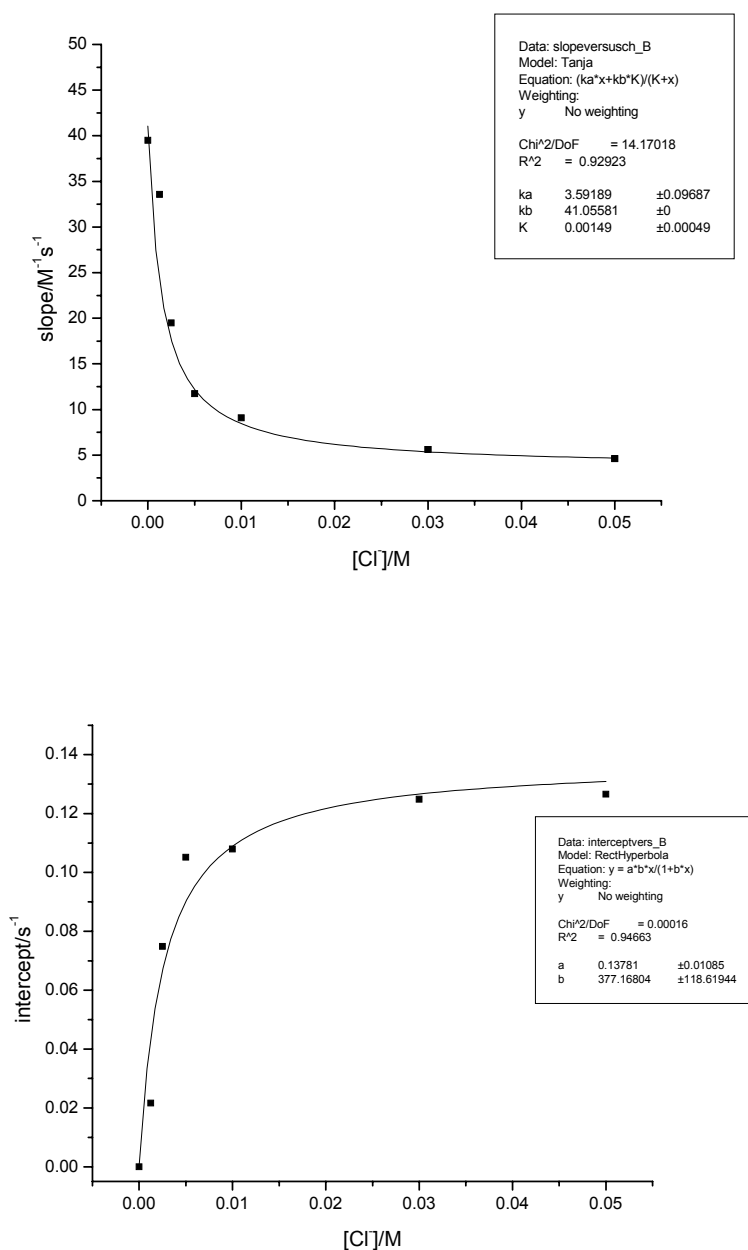 50
45
40
35
30
25
20
15
10
5
0
slope/M⁻¹s⁻¹
0.00 0.01 0.02 0.03 0.04 0.05
[Cl⁻]/M
Data: slopeversusch_B
Model: Tanja
Equation: (ka*x+kb*K)/(K+x)
Weighting:
y No weighting
Chi^2/DoF = 14.17018
R^2 = 0.92923
ka 3.59189 ±0.09687
kb 41.05581 ±0
K 0.00149 ±0.00049
0.14
0.12
0.10
0.08
0.06
0.04
0.02
0.00
intercept/s⁻¹
0.00 0.01 0.02 0.03 0.04 0.05
[Cl⁻]/M
Data: interceptvers_B
Model: RectHyperbola
Equation: y = a*b*x/(1+b*x)
Weighting:
y No weighting
Chi^2/DoF = 0.00016
R^2 = 0.94663
a 0.13781 ±0.01085
b 377.16804 ±118.61944